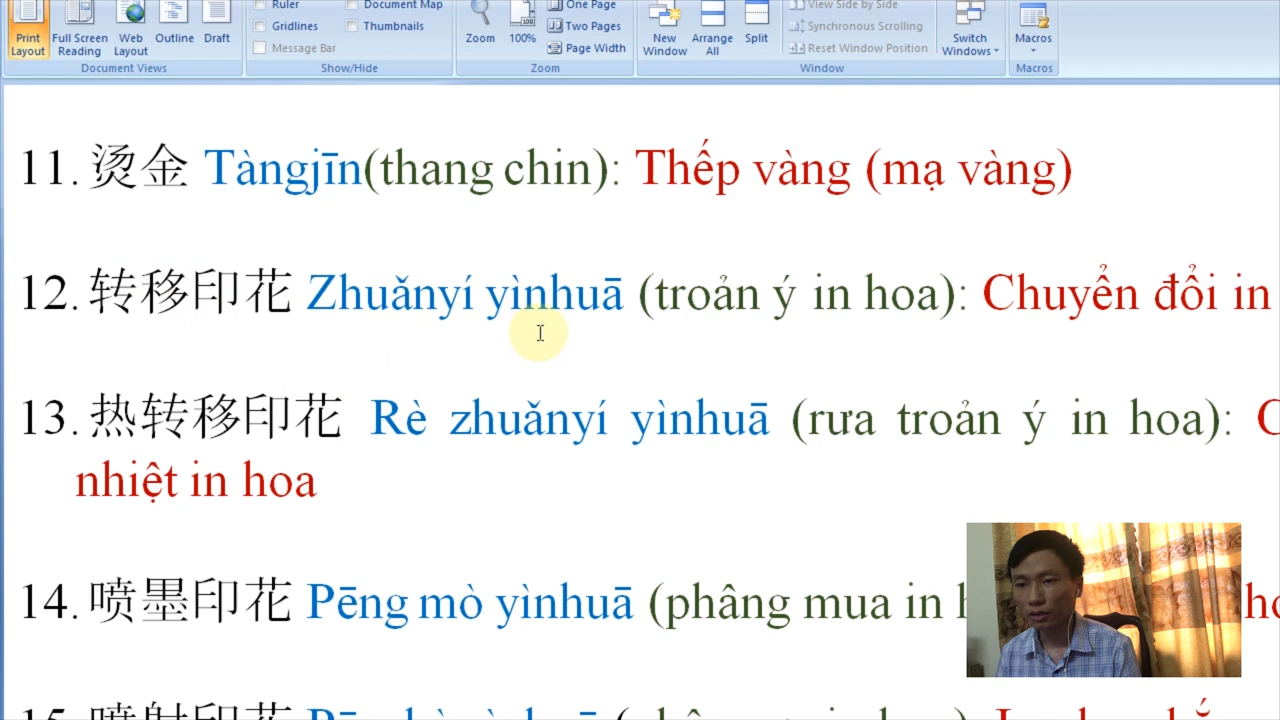 Ruler
Document Map
One Page
View Side by Side
Gridlines
Thumbnails
Two Pages
Synchronous Scrolling
Message Bar
Page Width
Reset Window Position
Print Layout
Full Screen Reading
Web Layout
Outline
Draft
Zoom
100%
New Window
Arrange All
Split
Switch Windows
Macros
Document Views
Show/Hide
Zoom
Window
Macros
11. 烫金 Tàngjīn(thang chin): Thếp vàng (mạ vàng)
12. 转移印花 Zhuǎnyí yìnhuā (troản ý in hoa): Chuyển đổi in
13. 热转移印花 Rè zhuǎnyí yìnhuā (rưa troản ý in hoa): C
nhiệt in hoa
14. 喷墨印花 Pēng mò yìnhuā (phâng mua in h